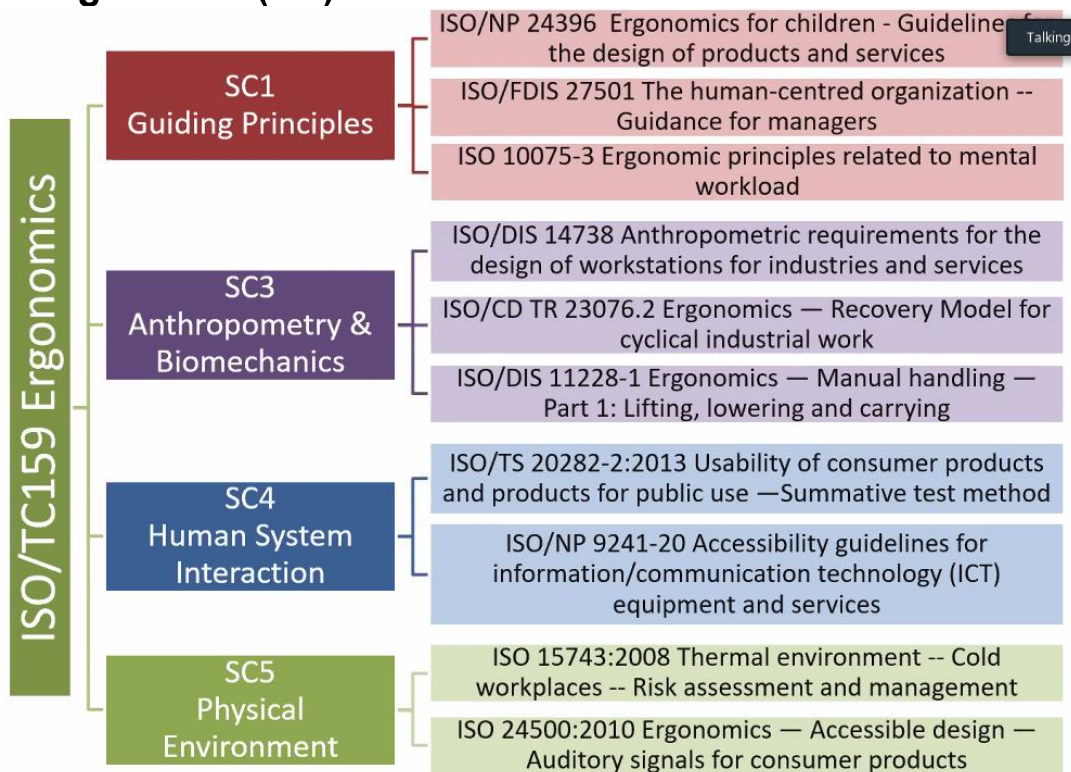 ISO/TC159 Ergonomics
SC1
Guiding Principles
ISO/NP 24396 Ergonomics for children - Guidelines
the design of products and services
Talking
ISO/FDIS 27501 The human-centred organization --
Guidance for managers
ISO 10075-3 Ergonomic principles related to mental
workload
SC3
Anthropometry &
Biomechanics
ISO/DIS 14738 Anthropometric requirements for the
design of workstations for industries and services
ISO/CD TR 23076.2 Ergonomics — Recovery Model for
cyclical industrial work
ISO/DIS 11228-1 Ergonomics — Manual handling —
Part 1: Lifting, lowering and carrying
SC4
Human System
Interaction
ISO/TS 20282-2:2013 Usability of consumer products
and products for public use —Summative test method
ISO/NP 9241-20 Accessibility guidelines for
information/communication technology (ICT)
equipment and services
SC5
Physical
Environment
ISO 15743:2008 Thermal environment -- Cold
workplaces -- Risk assessment and management
ISO 24500:2010 Ergonomics — Accessible design —
Auditory signals for consumer products